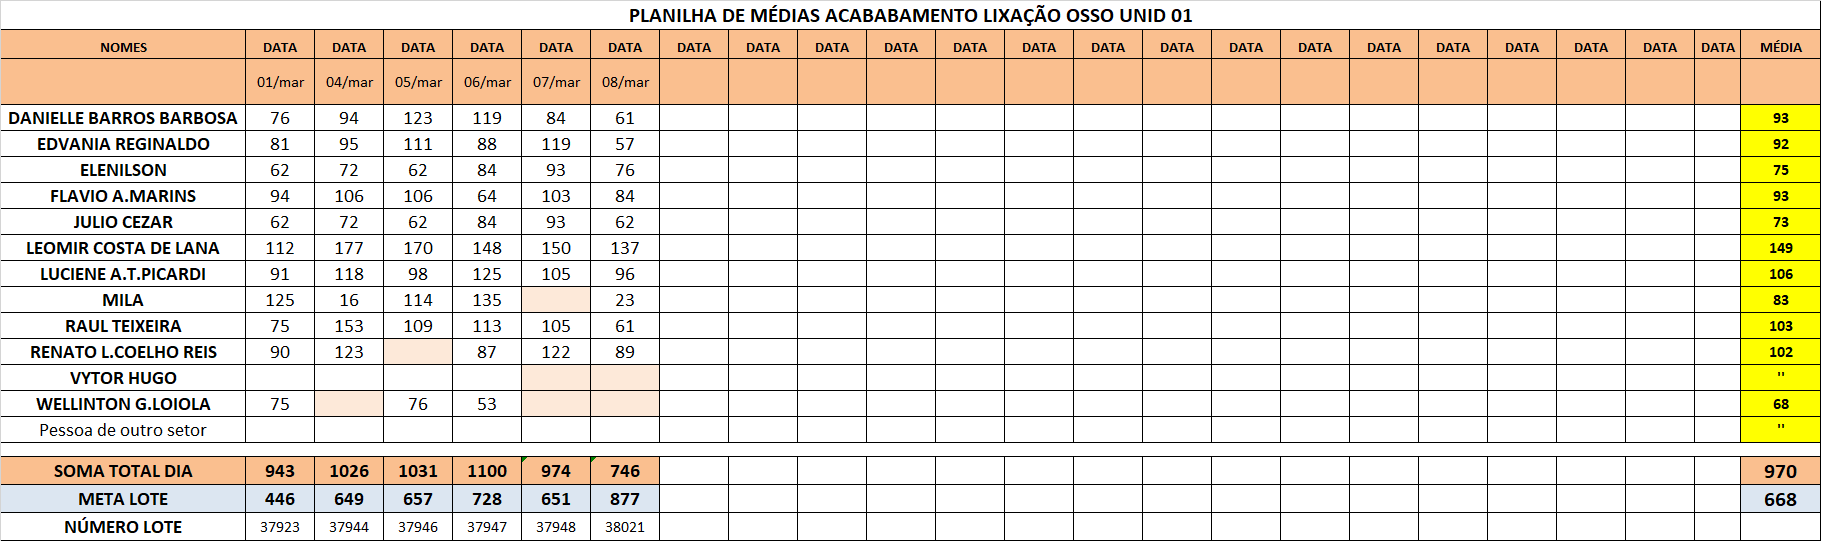 PLANILHA DE MÉDIAS ACABABAMENTO LIXAÇÃO OSSO UNID 01
NOMES DATA DATA DATA DATA DATA DATA DATA DATA DATA DATA DATA DATA DATA DATA DATA DATA DATA DATA DATA DATA DATA DATA MÉDIA
01/mar 04/mar 05/mar 06/mar 07/mar 08/mar
DANIELLE BARROS BARBOSA 76 94 123 119 84 61 93
EDVANIA REGINALDO 81 95 111 88 119 57 92
ELENILSON 62 72 62 84 93 76 75
FLAVIO A.MARINS 94 106 106 64 103 84 93
JULIO CEZAR 62 72 62 84 93 62 73
LEOMIR COSTA DE LANA 112 177 170 148 150 137 149
LUCIENE A.T.PICARDI 91 118 98 125 105 96 106
MILA 125 16 114 135 23 83
RAUL TEIXEIRA 75 153 109 113 105 61 103
RENATO L.COELHO REIS 90 123 87 122 89 102
VYTOR HUGO ''
WELLINTON G.LOIOLA 75 76 53 68
Pessoa de outro setor ''
SOMA TOTAL DIA 943 1026 1031 1100 974 746 970
META LOTE 446 649 657 728 651 877 668
NÚMERO LOTE 37923 37944 37946 37947 37948 38021